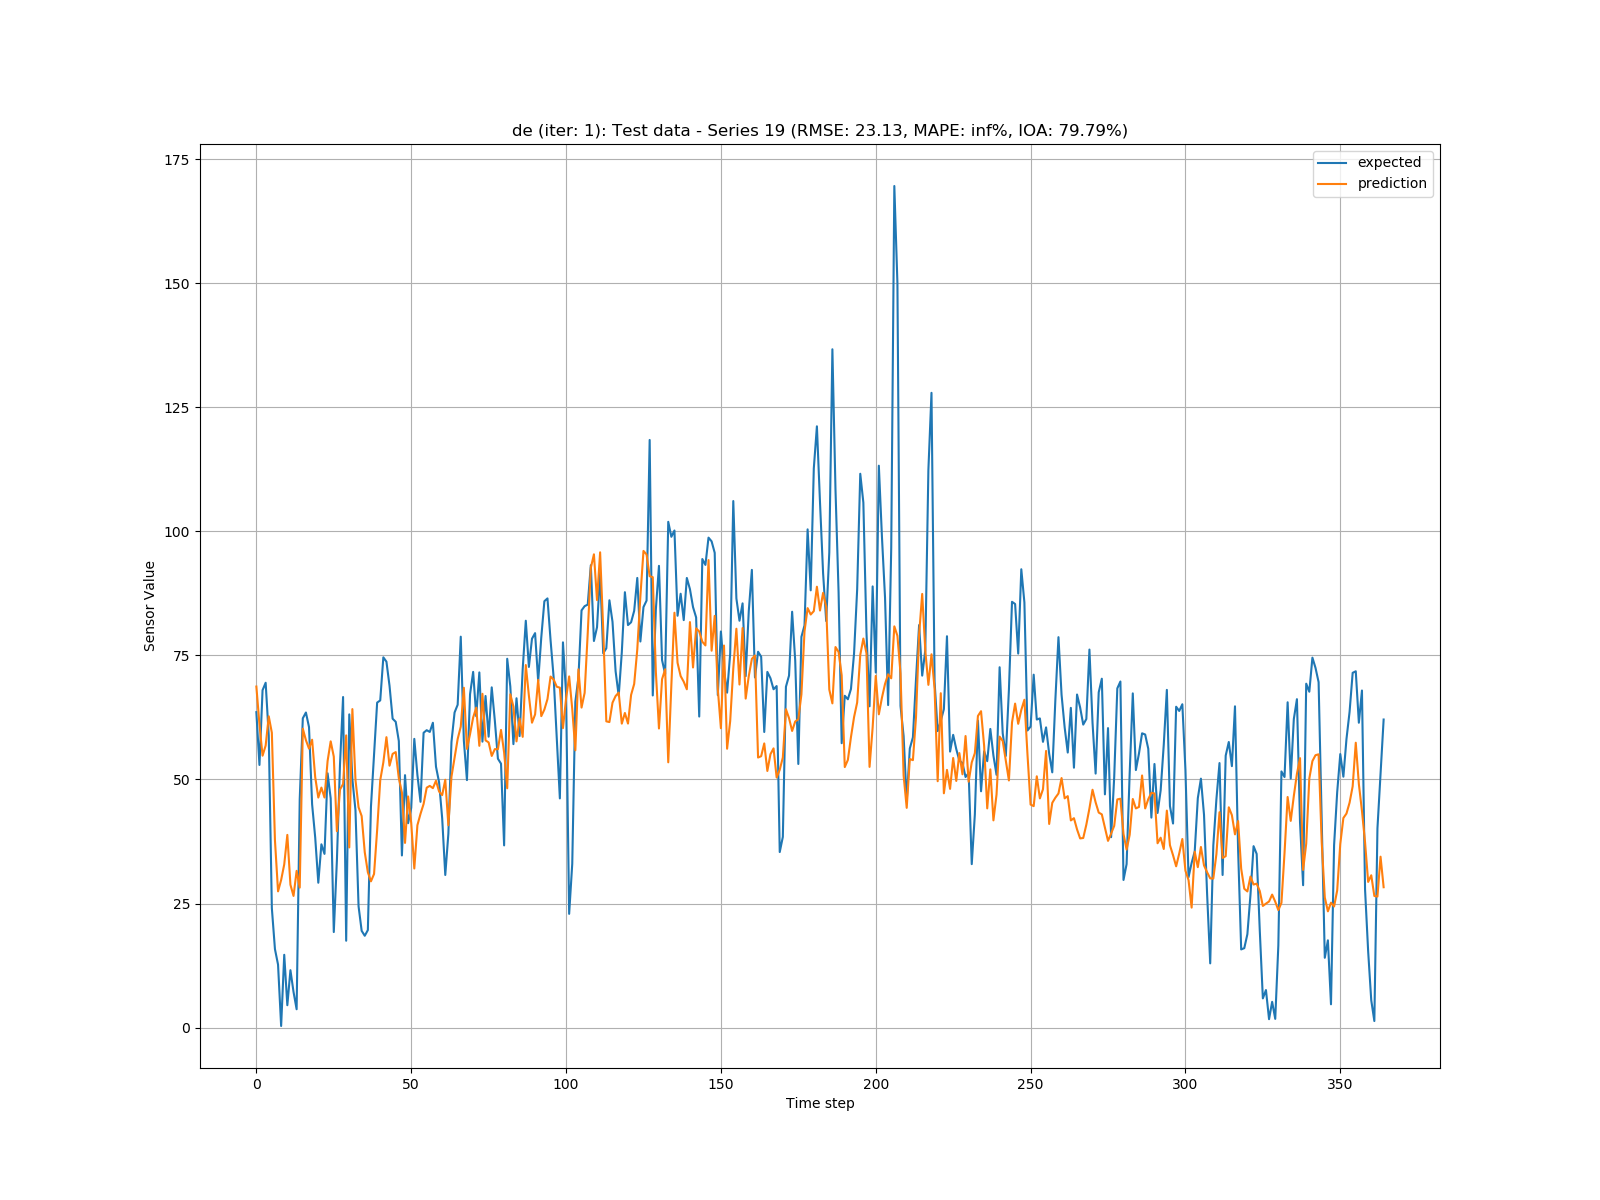 de (iter: 1): Test data - Series 19 (RMSE: 23.13, MAPE: inf%, IOA: 79.79%)
expected
prediction
175
150
125
100
75
50
25
0
Sensor Value
0 50 100 150 200 250 300 350
Time step